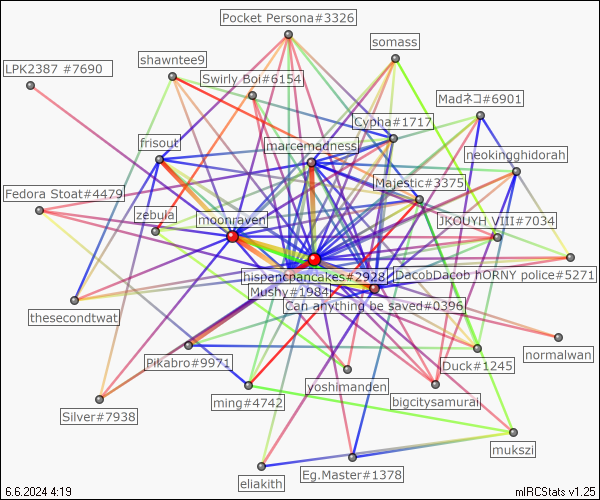 Pocket Persona#3326
somass
shawntee9
LPK2387 #7690
Swirly Boi#6154
Madネコ#6901
Cypha#1717
frisout
marcemadness
neokingghidorah
Majestic#3375
Fedora Stoat#4479
zebula
moonraven
JKOUYH VIII#7034
hispancpancakes#2928
DacobDacob hORNY police#5271
Mushy#1984
Can anything be saved#0396
thesecondtwat
normalwan
Pikabro#9971
Duck#1245
yoshimanden
bigcitysamurai
ming#4742
Silver#7938
mukszi
Eg.Master#1378
eliakith
6.6.2024 4:19
mIRCStats v1.25